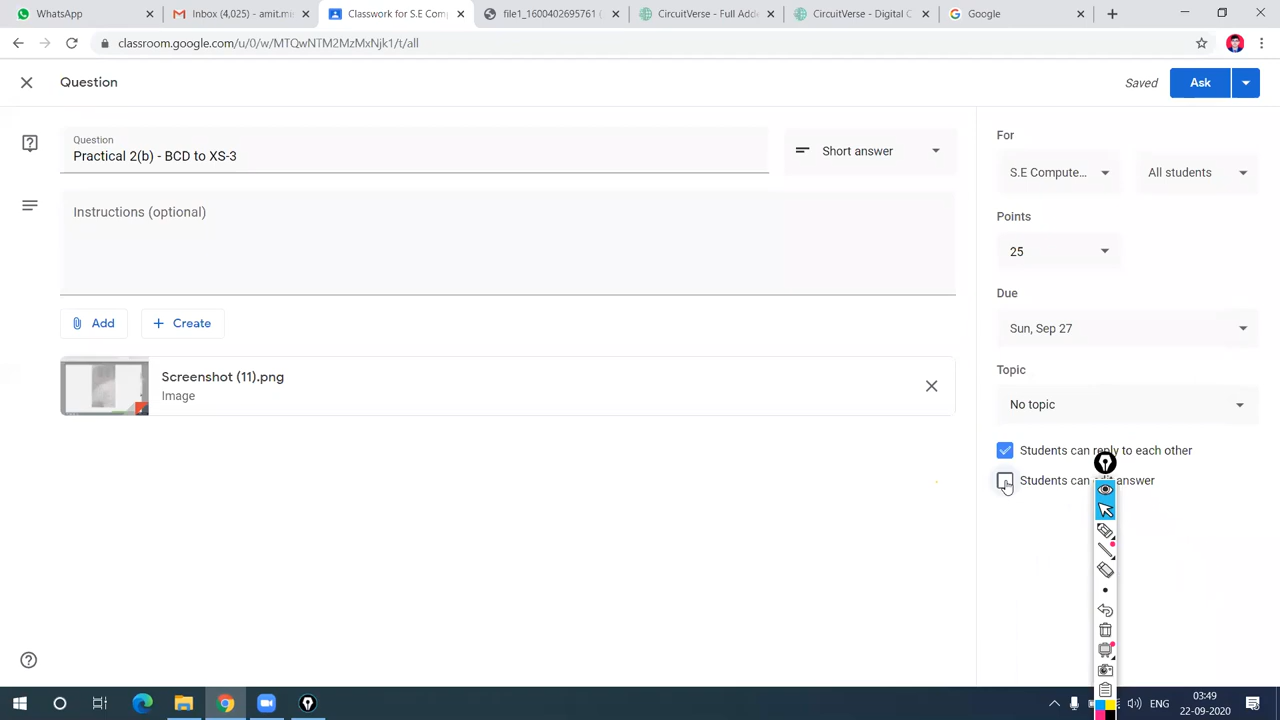 WhatsApp
Inbox (4,025) - amit.mi
Classwork for S.E Comp
file1_1600402695761 (
CircuitVerse - Full Adde
CircuitVerse - Digital C
Google
classroom.google.com/u/0/w/MTQwNTM2MzMxNjk1/t/all
Question
Saved
Ask
Question
Practical 2(b) - BCD to XS-3
Short answer
Instructions (optional)
Add
Create
Screenshot (11).png
Image
For
S.E Compute...
All students
Points
25
Due
Sun, Sep 27
Topic
No topic
Students can reply to each other
Students can edit answer
ENG
03:49
22-09-2020